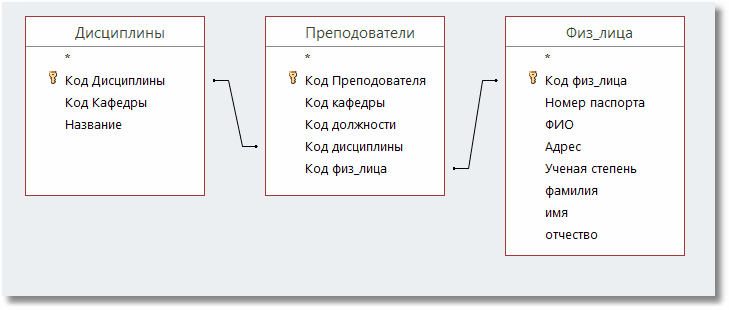 Дисциплины
*
Код Дисциплины
Код Кафедры
Название
Преподователи
*
Код Преподователя
Код кафедры
Код должности
Код дисциплины
Код физ_лица
Физ_лица
*
Код физ_лица
Номер паспорта
ФИО
Адрес
Ученая степень
фамилия
имя
отчество